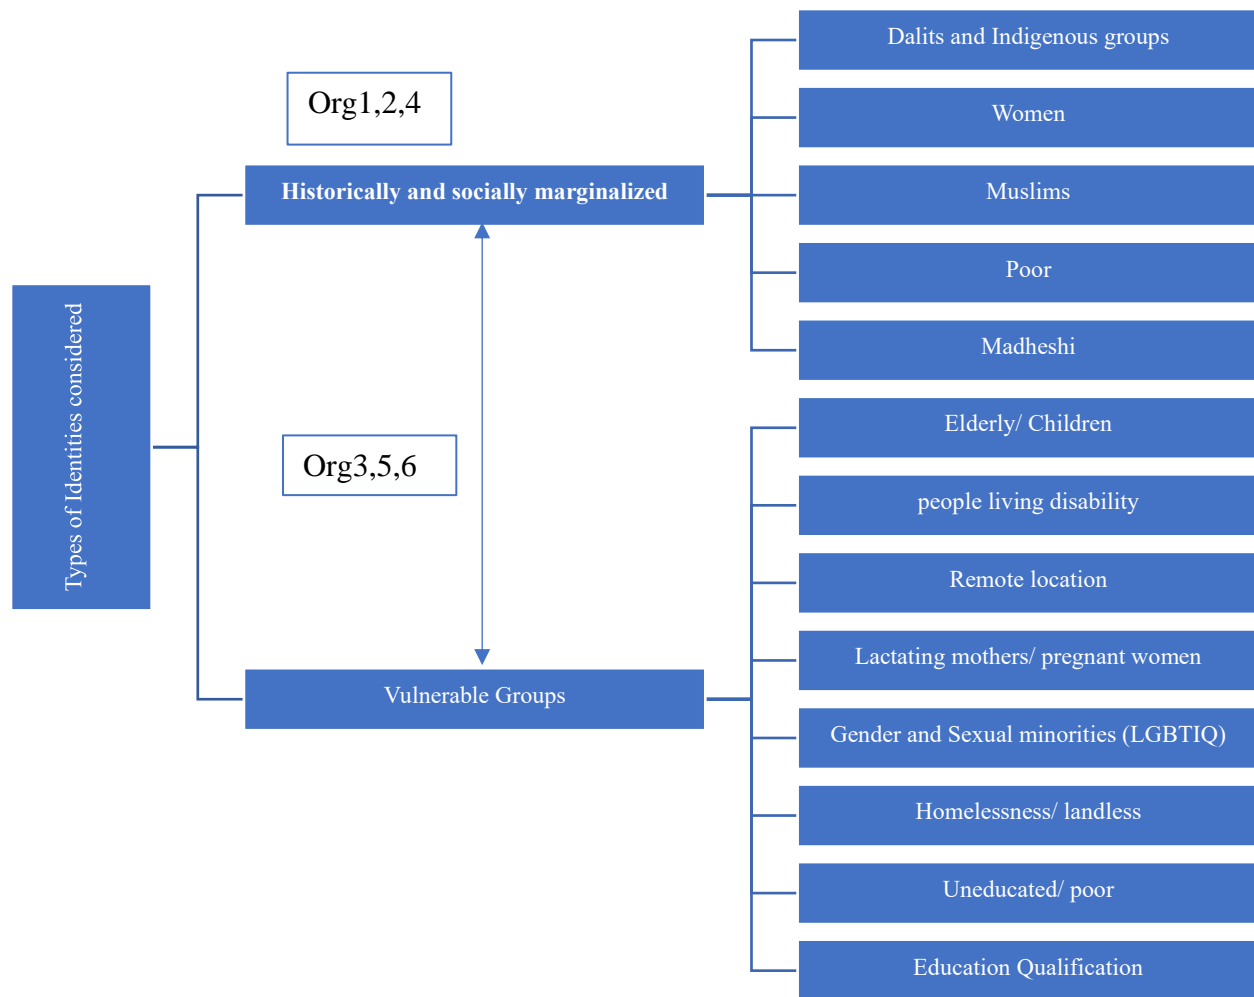 Types of Identities considered
Org1,2,4
Historically and socially marginalized
Dalits and Indigenous groups
Women
Muslims
Poor
Madheshi
Org3,5,6
Vulnerable Groups
Elderly/ Children
people living disability
Remote location
Lactating mothers/ pregnant women
Gender and Sexual minorities (LGBTIQ)
Homelessness/ landless
Uneducated/ poor
Education Qualification